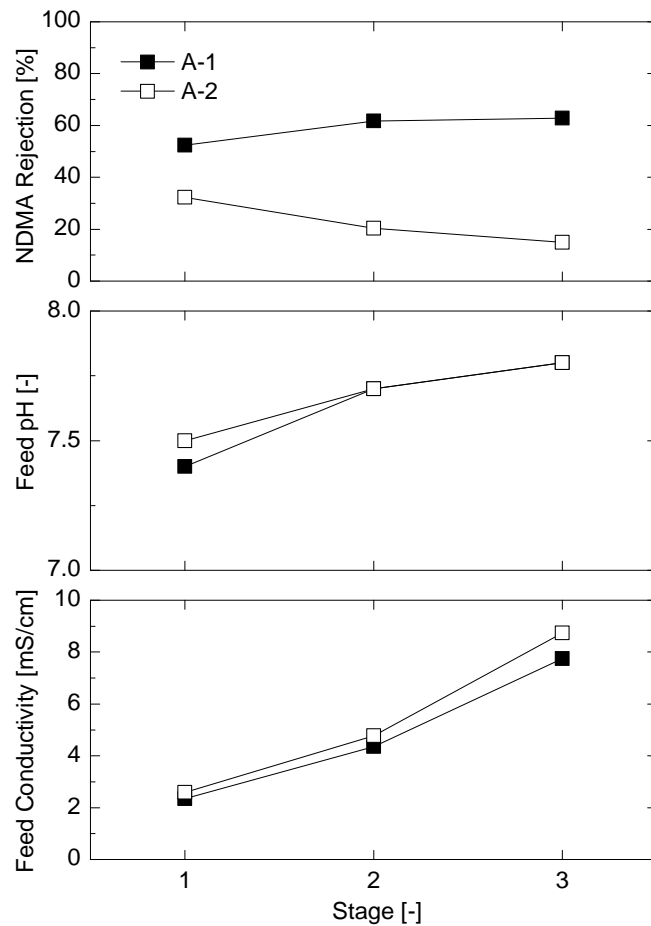 100
80
60
40
20
0
NDMA Rejection [%]
A-1
A-2
8.0
7.5
7.0
Feed pH [-]
10
8
6
4
2
0
Feed Conductivity [mS/cm]
1 2 3
Stage [-]